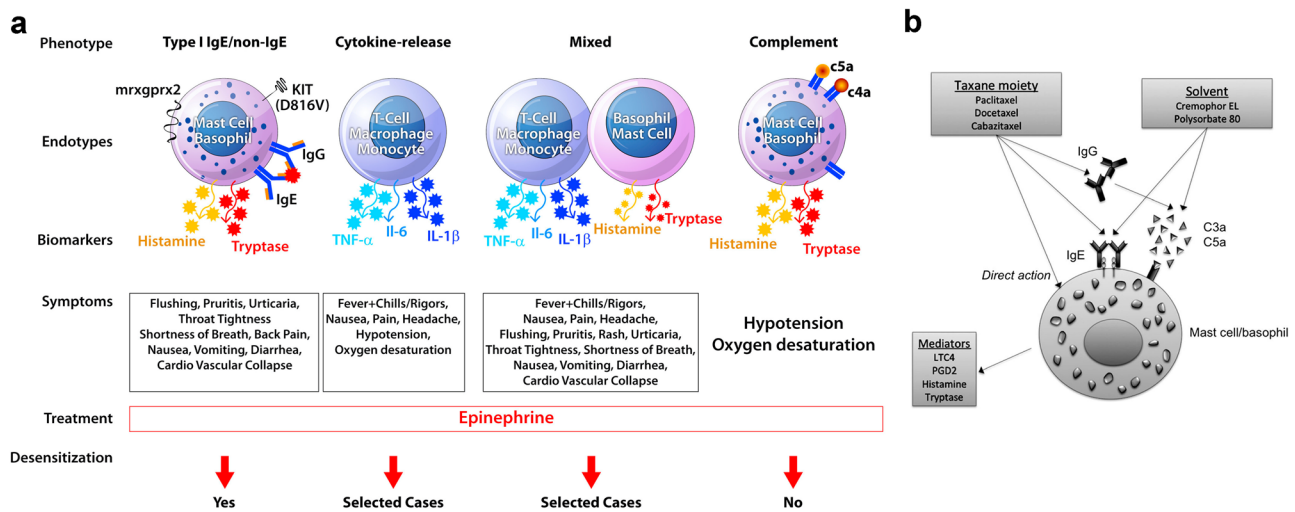 a
Phenotype
Type I IgE/non-IgE
Cytokine-release
Mixed
Complement
mrxgprx2
KIT
(D816V)
c5a
c4a
Endotypes
Mast Cell
Basophil
T-Cell
Macrophage
Monocyte
T-Cell
Macrophage
Monocyte
Basophil
Mast Cell
Mast Cell
Basophil
IgG
IgE
Biomarkers
Histamine
Tryptase
TNF-α
Il-6
IL-1β
TNF-α
Il-6
IL-1β
Histamine
Tryptase
Histamine
Tryptase
Symptoms
Flushing, Pruritis, Urticaria,
Throat Tightness
Shortness of Breath, Back Pain,
Nausea, Vomiting, Diarrhea,
Cardio Vascular Collapse
Fever+Chills/Rigors,
Nausea, Pain, Headache,
Hypotension,
Oxygen desaturation
Fever+Chills/Rigors,
Nausea, Pain, Headache,
Flushing, Pruritis, Rash, Urticaria,
Throat Tightness, Shortness of Breath,
Nausea, Vomiting, Diarrhea,
Cardio Vascular Collapse
Hypotension
Oxygen desaturation
Treatment
Epinephrine
Desensitization
Yes
Selected Cases
Selected Cases
No
b
Taxane moiety
Paclitaxel
Docetaxel
Cabazitaxel
Solvent
Cremophor EL
Polysorbate 80
IgG
C3a
C5a
IgE
Direct action
Mast cell/basophil
Mediators
LTC4
PGD2
Histamine
Tryptase